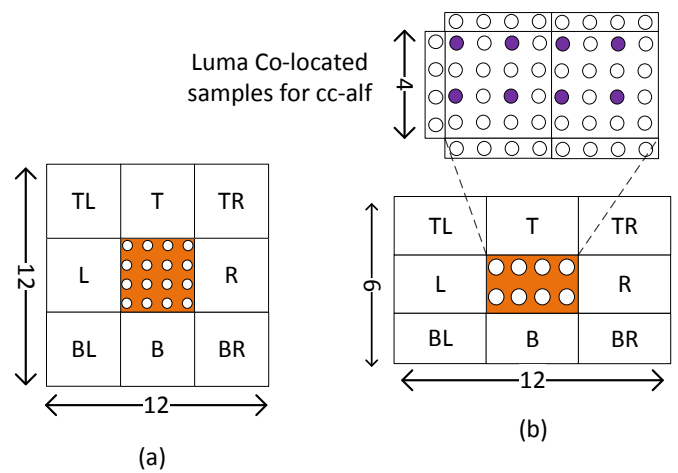 Luma Co-located
samples for cc-alf
4
TL T TR
L R
BL B BR
12
12
(a)
TL T TR
L R
BL B BR
6
12
(b)